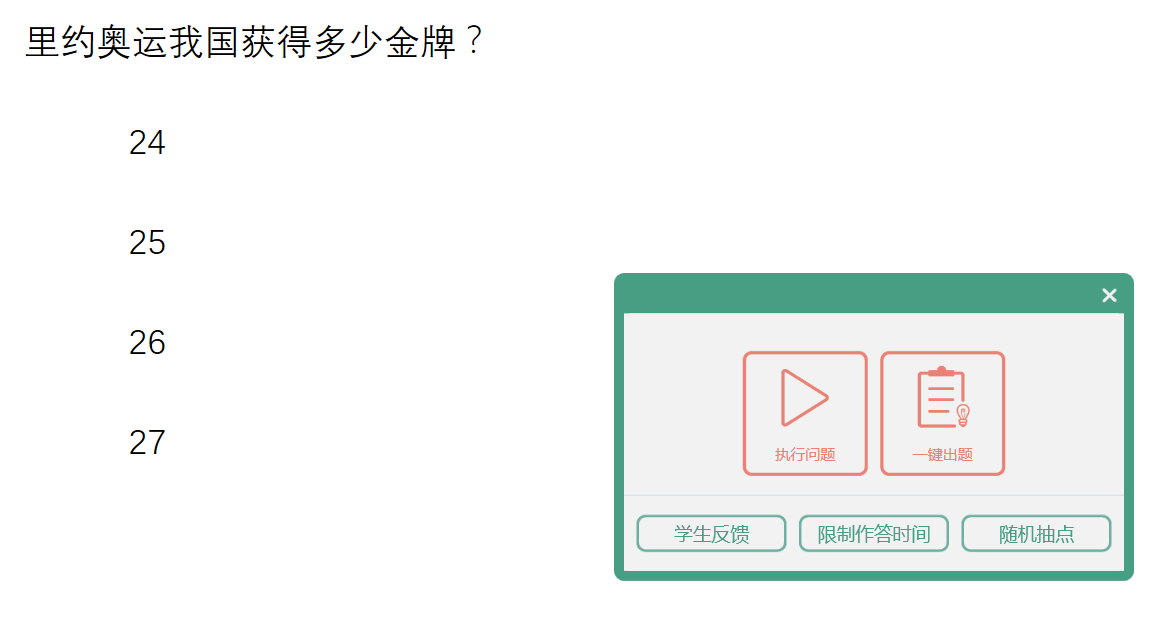 里约奥运我国获得多少金牌？
24
25
26
27
执行问题
一键出题
学生反馈
限制作答时间
随机抽点